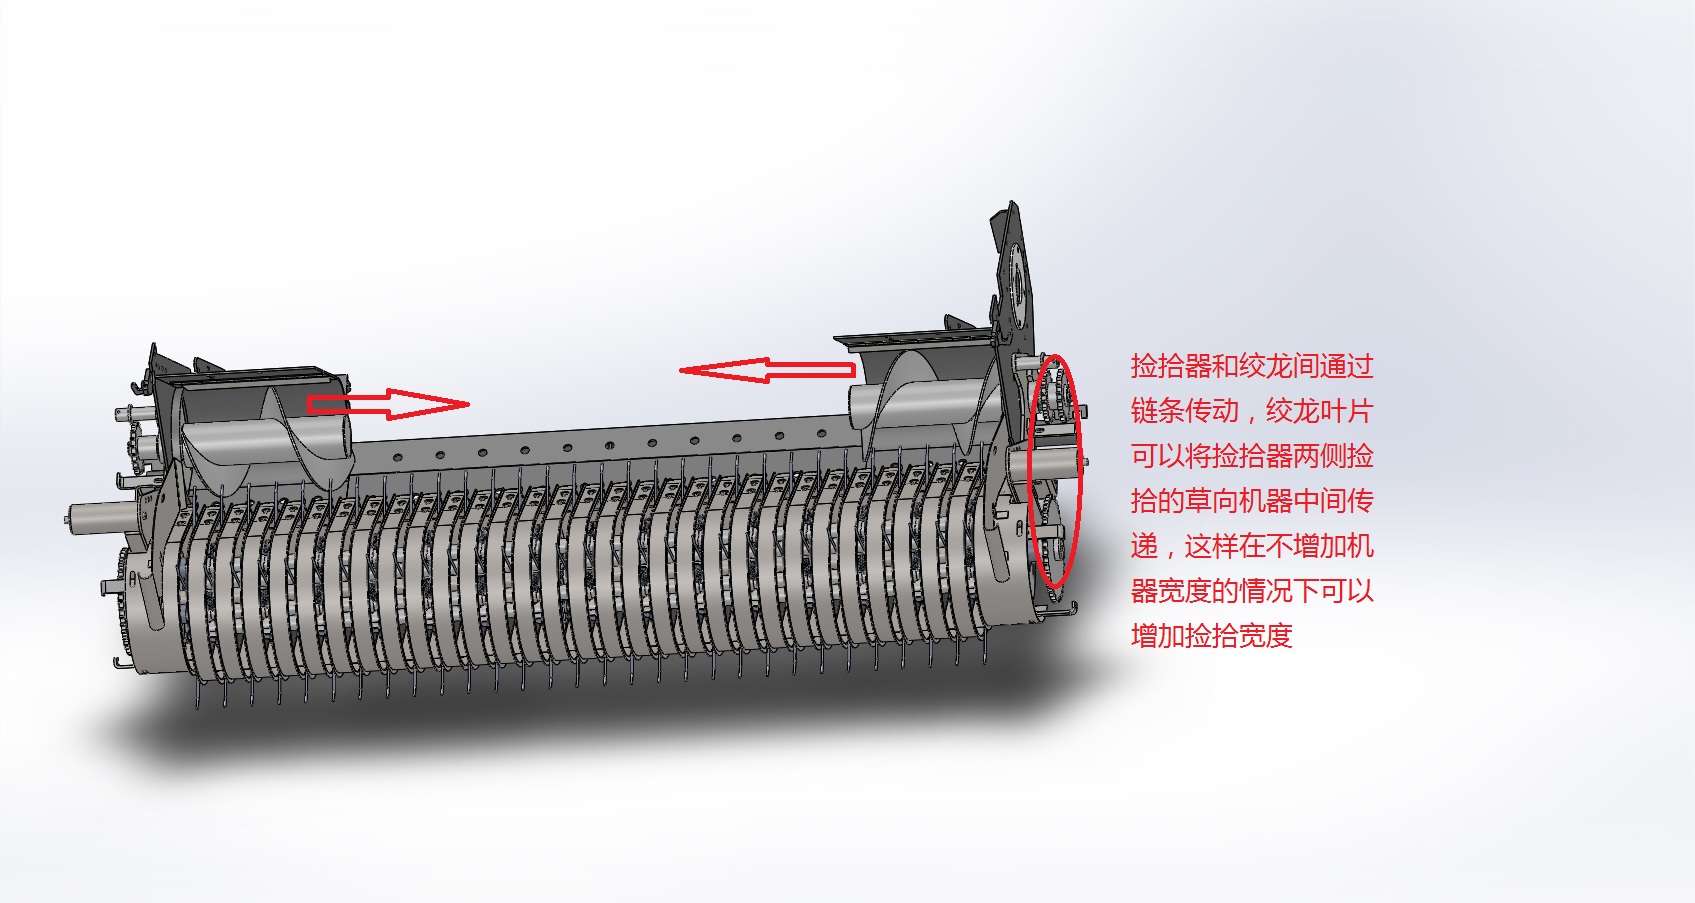 捡拾器和绞龙间通过
链条传动，绞龙叶片
可以将捡拾器两侧捡
拾的草向机器中间传
递，这样在不增加机
器宽度的情况下可以
增加捡拾宽度